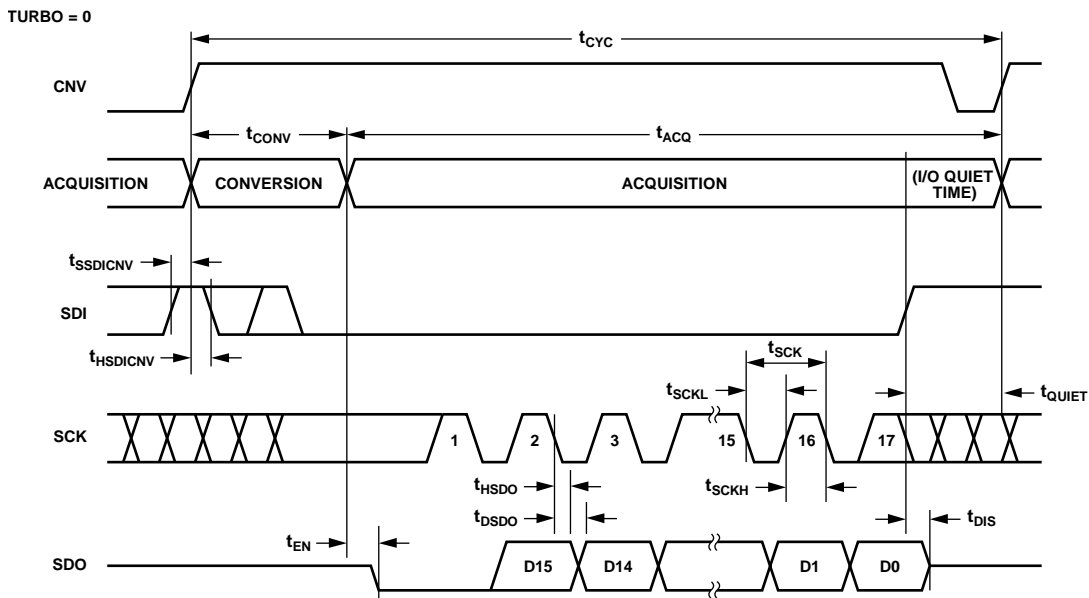 TURBO = 0
tCYC
CNV
tCONV
tACQ
ACQUISITION
CONVERSION
ACQUISITION
(I/O QUIET
TIME)
tSSDICNV
SDI
tHSDICNV
tSCK
tSCKL
tQUIET
SCK
1
2
3
15
16
17
tHSDO
tSCKH
tDSDO
tEN
tDIS
SDO
D15
D14
D1
D0